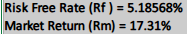 Risk Free Rate (Rf ) = 5.18568%
Market Return (Rm) = 17.31%